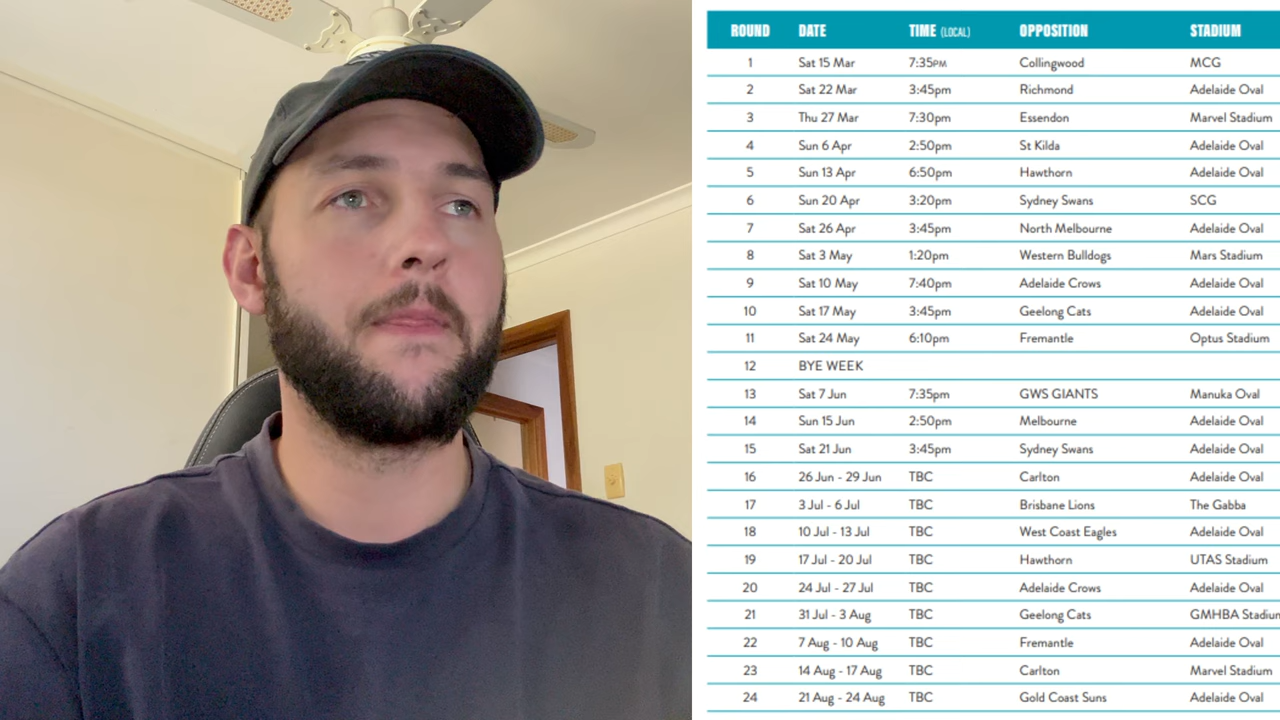 ROUND DATE TIME (LOCAL) OPPOSITION STADIUM
1 Sat 15 Mar 7:35PM Collingwood MCG
2 Sat 22 Mar 3:45pm Richmond Adelaide Oval
3 Thu 27 Mar 7:30pm Essendon Marvel Stadium
4 Sun 6 Apr 2:50pm St Kilda Adelaide Oval
5 Sun 13 Apr 6:50pm Hawthorn Adelaide Oval
6 Sun 20 Apr 3:20pm Sydney Swans SCG
7 Sat 26 Apr 3:45pm North Melbourne Adelaide Oval
8 Sat 3 May 1:20pm Western Bulldogs Mars Stadium
9 Sat 10 May 7:40pm Adelaide Crows Adelaide Oval
10 Sat 17 May 3:45pm Geelong Cats Adelaide Oval
11 Sat 24 May 6:10pm Fremantle Optus Stadium
12 BYE WEEK
13 Sat 7 Jun 7:35pm GWS GIANTS Manuka Oval
14 Sun 15 Jun 2:50pm Melbourne Adelaide Oval
15 Sat 21 Jun 3:45pm Sydney Swans Adelaide Oval
16 26 Jun - 29 Jun TBC Carlton Adelaide Oval
17 3 Jul - 6 Jul TBC Brisbane Lions The Gabba
18 10 Jul - 13 Jul TBC West Coast Eagles Adelaide Oval
19 17 Jul - 20 Jul TBC Hawthorn UTAS Stadium
20 24 Jul - 27 Jul TBC Adelaide Crows Adelaide Oval
21 31 Jul - 3 Aug TBC Geelong Cats GMHBA Stadium
22 7 Aug - 10 Aug TBC Fremantle Adelaide Oval
23 14 Aug - 17 Aug TBC Carlton Marvel Stadium
24 21 Aug - 24 Aug TBC Gold Coast Suns Adelaide Oval